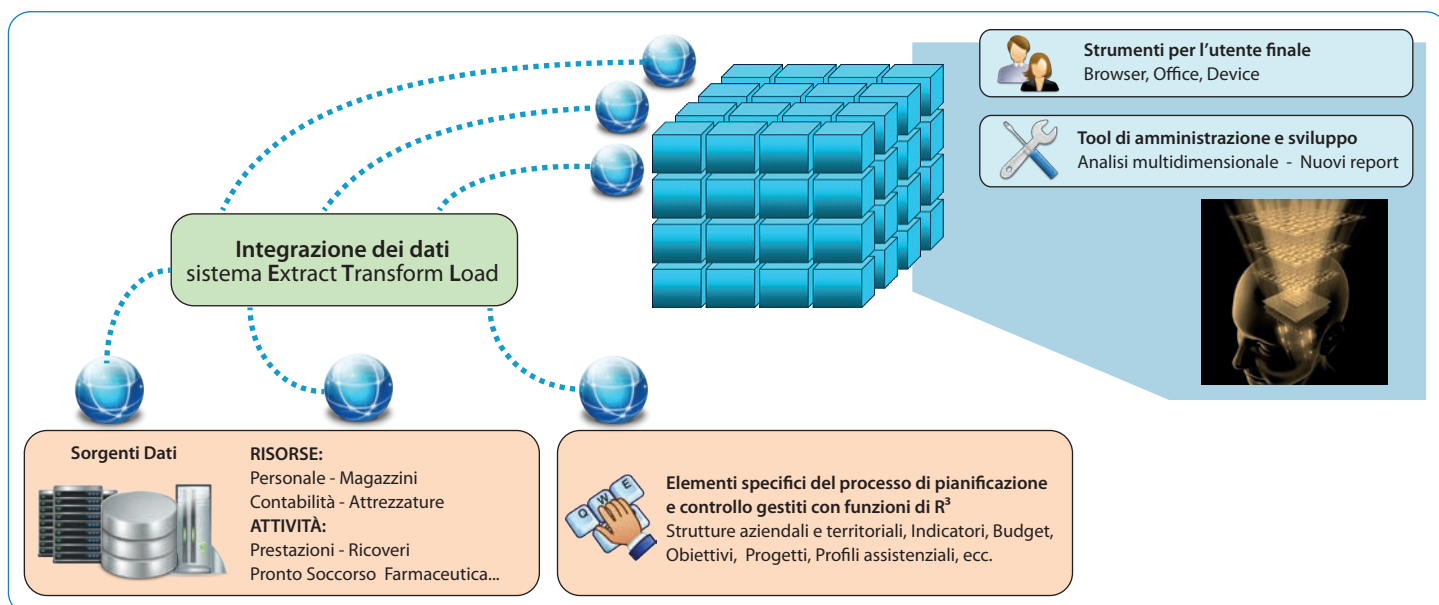 Strumenti per l'utente finale
Browser, Office, Device
Tool di amministrazione e sviluppo
Analisi multidimensionale - Nuovi report
Integrazione dei dati
sistema Extract Transform Load
Sorgenti Dati
RISORSE:
Personale - Magazzini
Contabilità - Attrezzature
ATTIVITÀ:
Prestazioni - Ricoveri
Pronto Soccorso Farmaceutica...
Q W E
Elementi specifici del processo di pianificazione
e controllo gestiti con funzioni di R³
Strutture aziendali e territoriali, Indicatori, Budget,
Obiettivi, Progetti, Profili assistenziali, ecc.